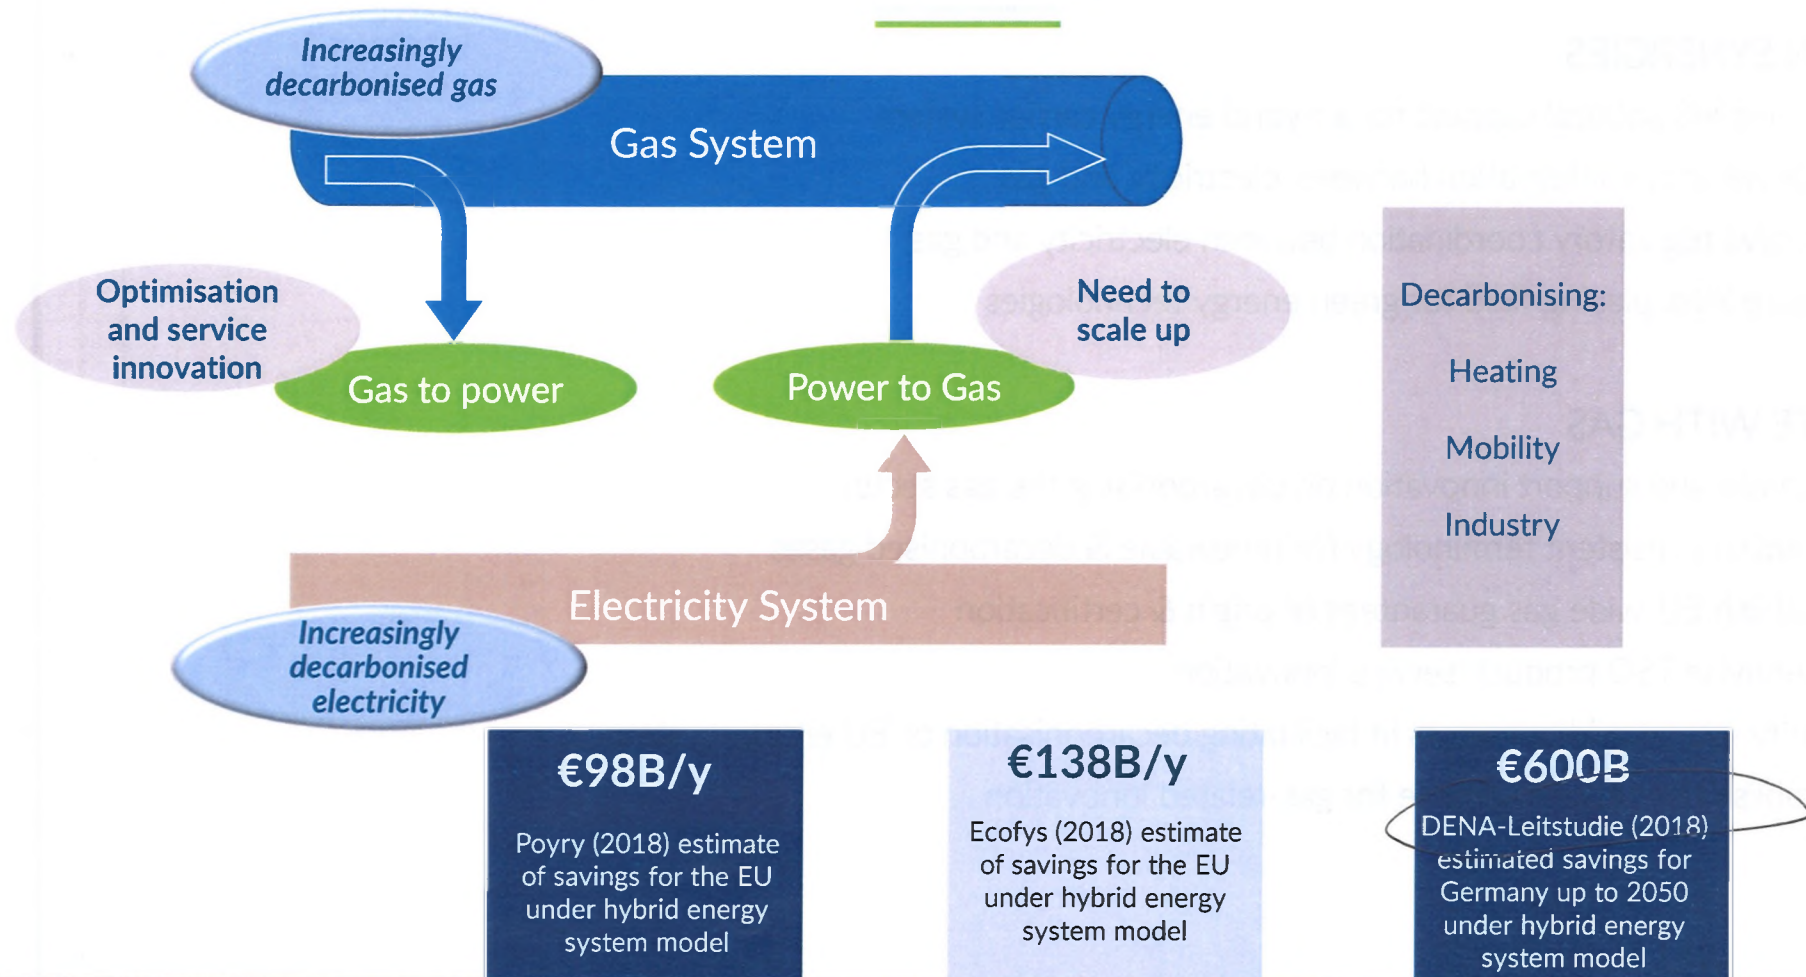 Increasingly
decarbonised gas
Gas System
Optimisation
and service
innovation
Gas to power
Power to Gas
Need to
scale up
Decarbonising:
Heating
Mobility
Industry
Electricity System
Increasingly
decarbonised
electricity
€98B/y
Poyry (2018) estimate
of savings for the EU
under hybrid energy
system model
€138B/y
Ecofys (2018) estimate
of savings for the EU
under hybrid energy
system model
€600B
DENA-Leitstudie (2018)
estimated savings for
Germany up to 2050
under hybrid energy
system model